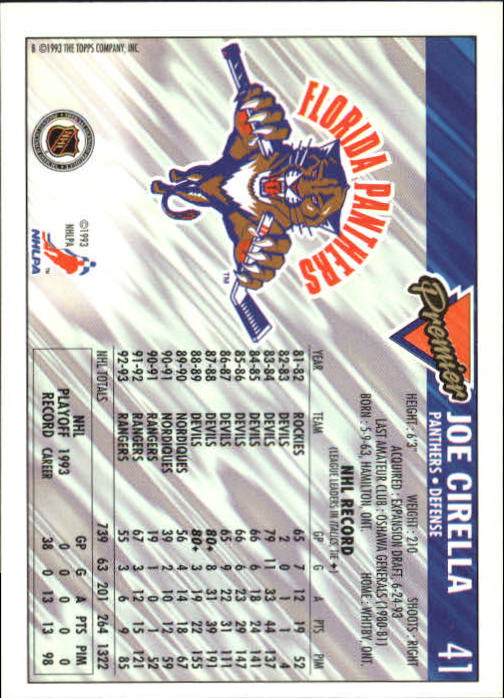 Premier
JOE CIRELLA 41
PANTHERS • DEFENSE
HEIGHT: 6'3" WEIGHT: 210 SHOOTS: RIGHT
ACQUIRED: EXPANSION DRAFT, 6-24-93
LAST AMATEUR CLUB: OSHAWA GENERALS (1980-81)
BORN: 5-9-63, HAMILTON, ONT. HOME: WHITBY, ONT.
FLORIDA PANTHERS
TM
NHL RECORD
(LEAGUE LEADERS IN ITALICS, TIE +)
YEAR TEAM GP G A PTS PIM
81-82 ROCKIES 65 7 12 19 52
82-83 DEVILS 2 0 1 1 4
83-84 DEVILS 79 11 33 44 137
84-85 DEVILS 66 6 18 24 141
85-86 DEVILS 66 6 23 29 147
86-87 DEVILS 65 9 22 31 111
87-88 DEVILS 80+ 8 31 39 191
88-89 DEVILS 80+ 3 19 22 155
89-90 NORDIQUES 56 4 14 18 67
90-91 NORDIQUES 39 2 10 12 59
90-91 RANGERS 19 1 0 1 52
91-92 RANGERS 67 3 12 15 121
92-93 RANGERS 55 3 6 9 85
NHL TOTALS 739 63 201 264 1322
NHL GP G A PTS PIM
PLAYOFF 1993 0 0 0 0 0
RECORD CAREER 38 0 13 13 98
NHL
©1993
NHLPA
NHLPA TM
B ©1993 THE TOPPS COMPANY, INC.